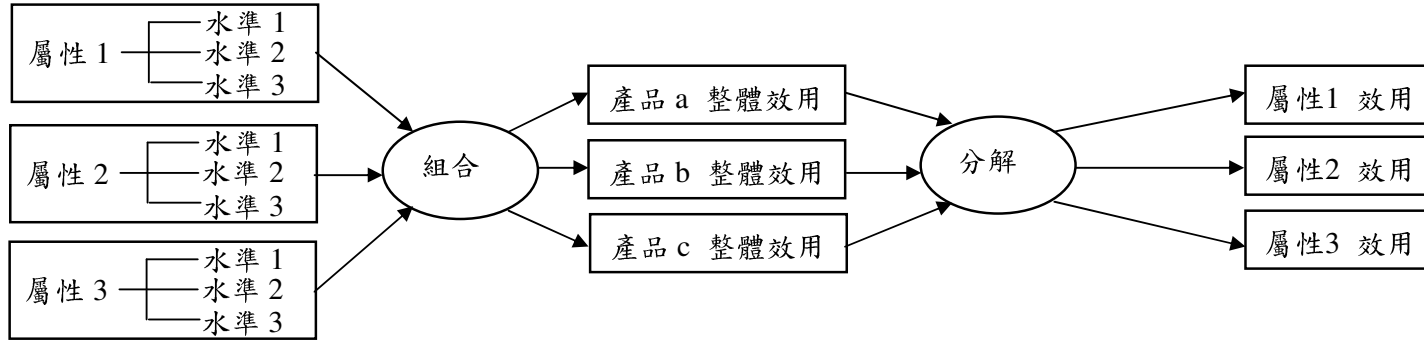 屬性 1
水準 1
水準 2
水準 3
屬性 2
水準 1
水準 2
水準 3
屬性 3
水準 1
水準 2
水準 3
組合
產品 a 整體效用
產品 b 整體效用
產品 c 整體效用
分解
屬性1 效用
屬性2 效用
屬性3 效用